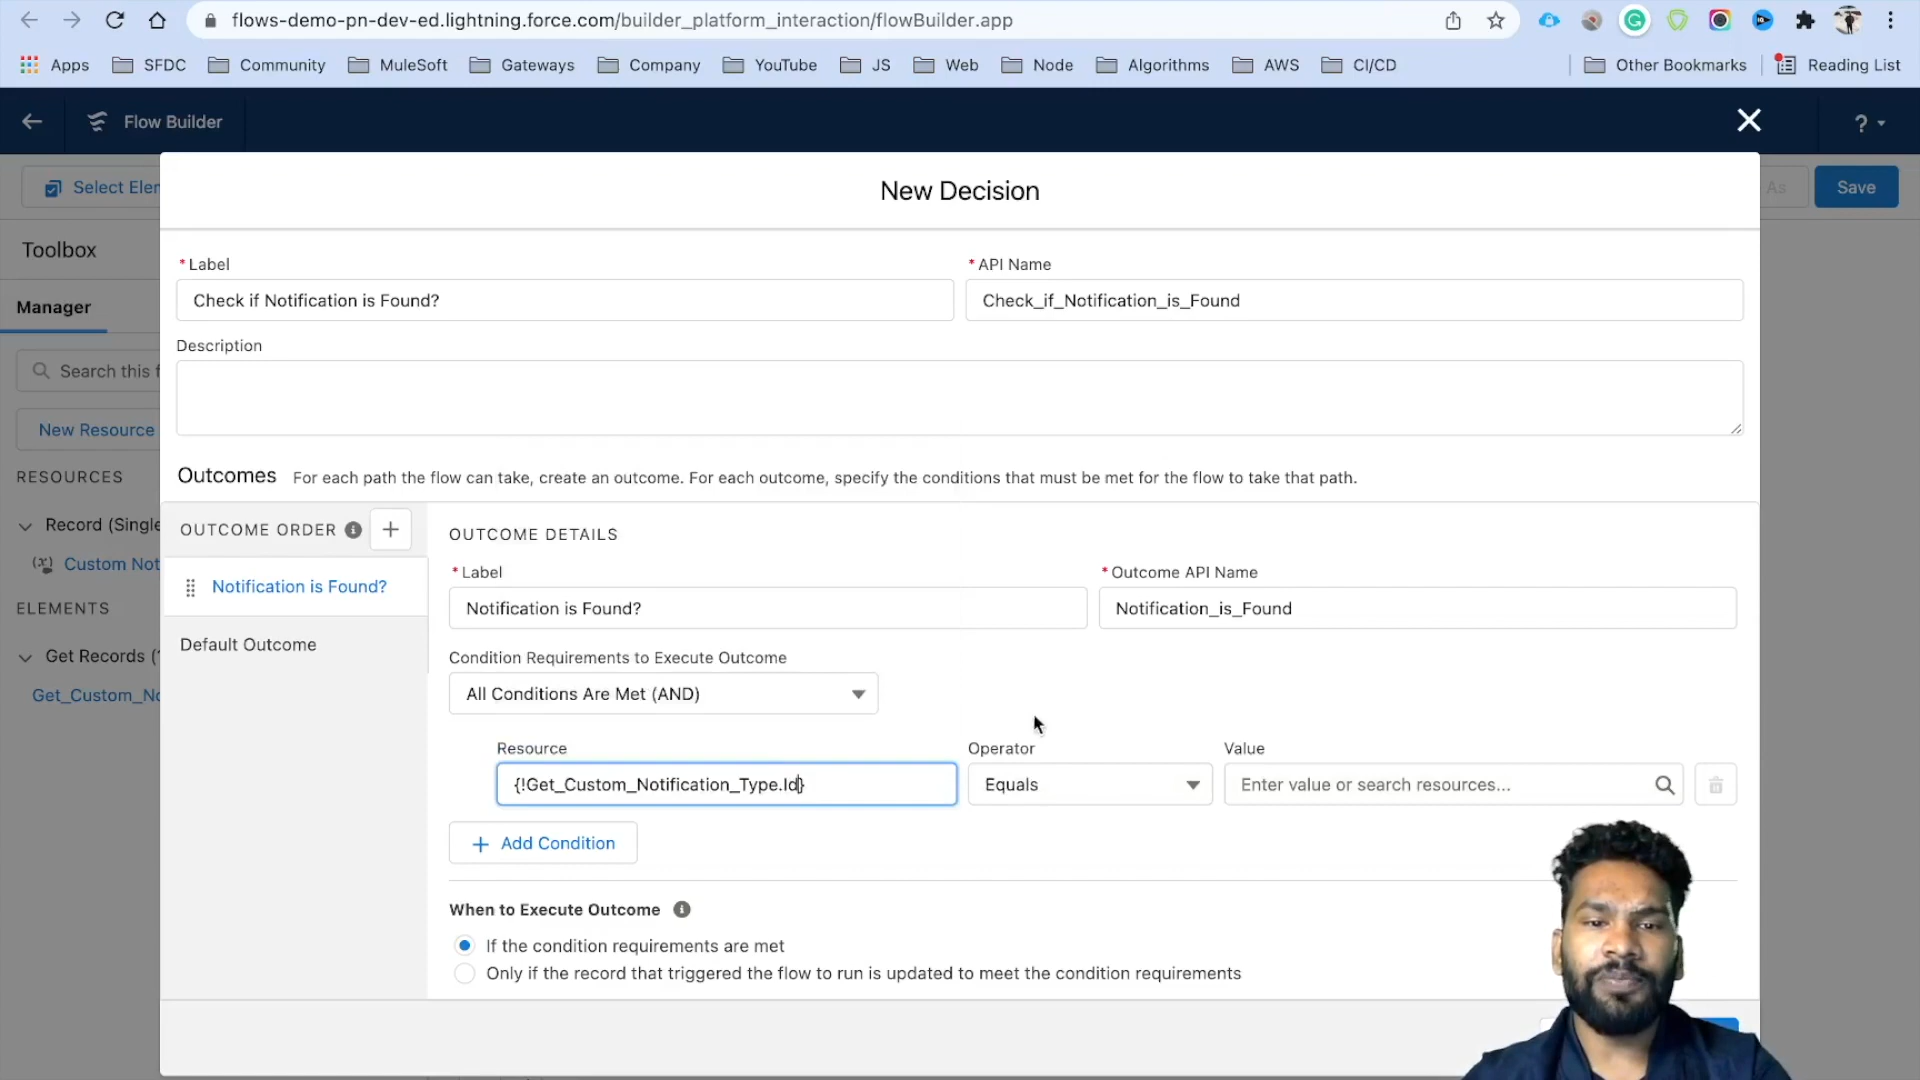 flows-demo-pn-dev-ed.lightning.force.com/builder_platform_interaction/flowBuilder.app
Apps SFDC Community MuleSoft Gateways Company YouTube JS Web Node Algorithms AWS CI/CD Other Bookmarks Reading List
Flow Builder ?
Select Elem As Save
New Decision
Toolbox
Manager
Search this f
New Resource
RESOURCES
Record (Single
Custom Not
ELEMENTS
Get Records (
Get_Custom_No
* Label * API Name
Check if Notification is Found? Check_if_Notification_is_Found
Description
Outcomes For each path the flow can take, create an outcome. For each outcome, specify the conditions that must be met for the flow to take that path.
OUTCOME ORDER
Notification is Found?
Default Outcome
OUTCOME DETAILS
* Label * Outcome API Name
Notification is Found? Notification_is_Found
Condition Requirements to Execute Outcome
All Conditions Are Met (AND)
Resource Operator Value
{!Get_Custom_Notification_Type.Id} Equals Enter value or search resources...
+ Add Condition
When to Execute Outcome
If the condition requirements are met
Only if the record that triggered the flow to run is updated to meet the condition requirements